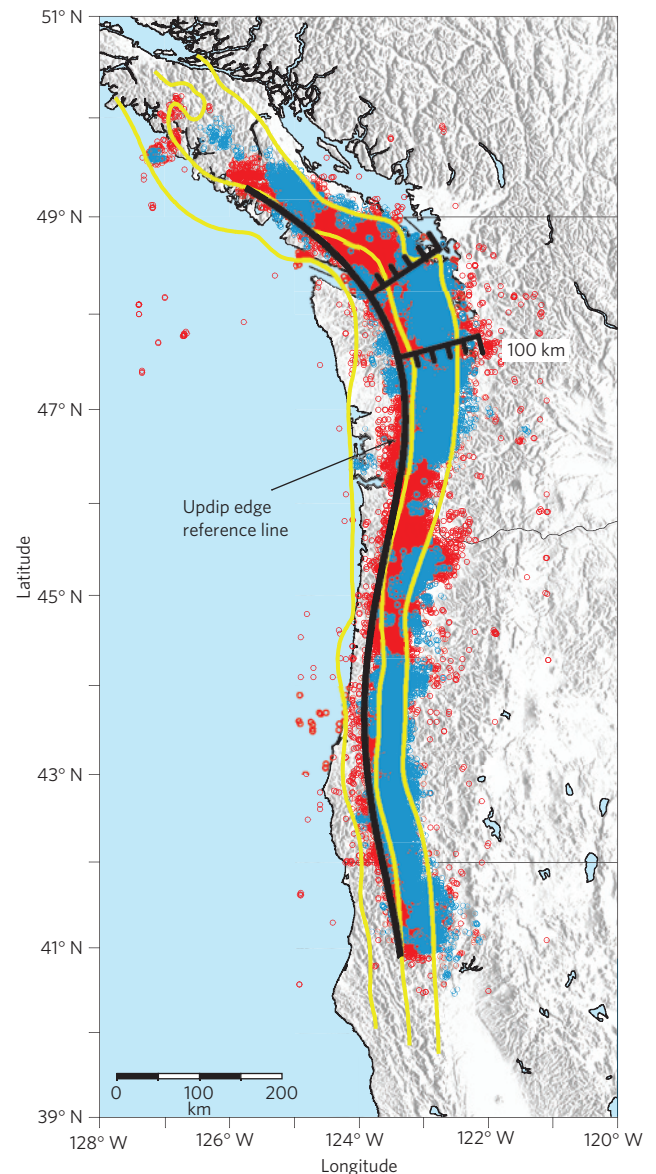 51° N
49° N
47° N
45° N
43° N
41° N
39° N
Latitude
100 km
Updip edge
reference line
0 100 200
km
128° W 126° W 124° W 122° W 120° W
Longitude